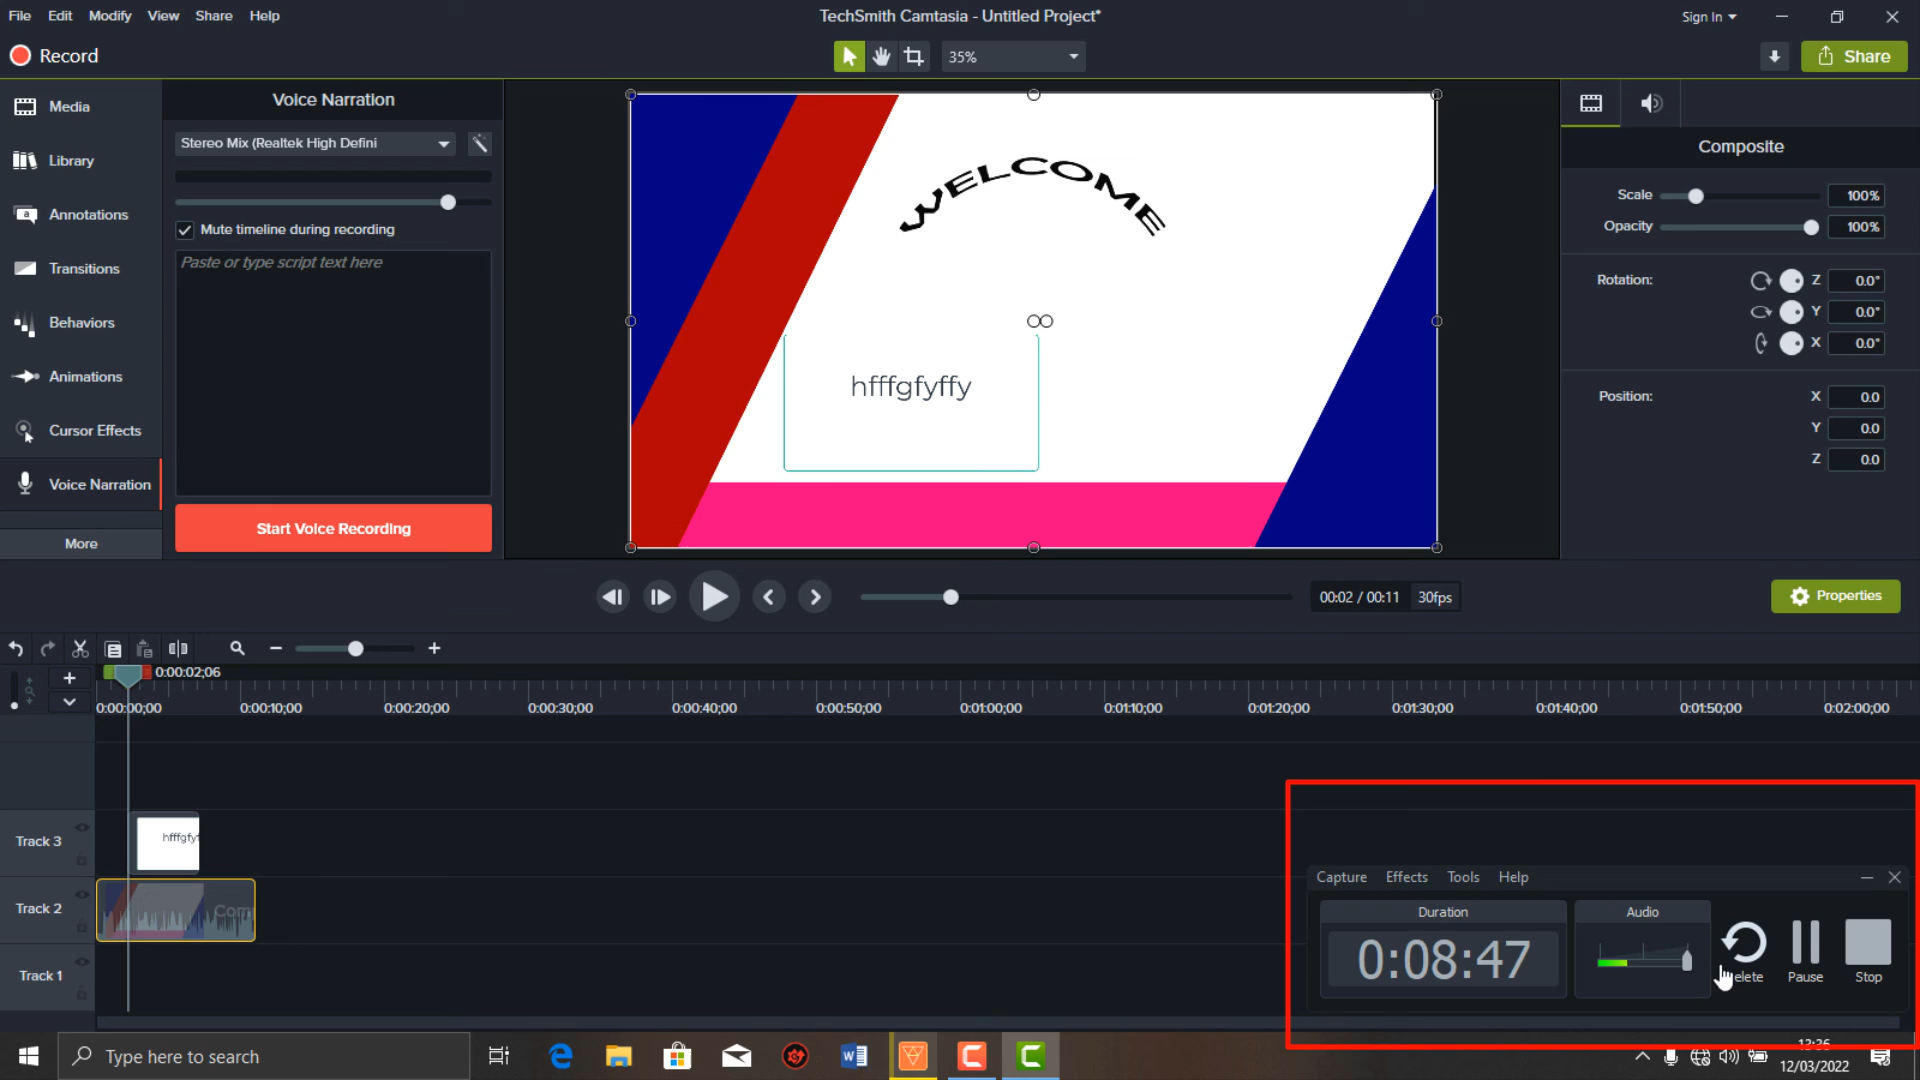 File Edit Modify View Share Help
TechSmith Camtasia - Untitled Project*
Sign In
Record
35%
Share
Media
Library
Annotations
Transitions
Behaviors
Animations
Cursor Effects
Voice Narration
More
Voice Narration
Stereo Mix (Realtek High Defini
Mute timeline during recording
Paste or type script text here
Start Voice Recording
WELCOME
hfffgfyffy
Composite
Scale 100%
Opacity 100%
Rotation: Z 0.0°
Y 0.0°
X 0.0°
Position: X 0.0
Y 0.0
Z 0.0
00:02 / 00:11 30fps
Properties
0:00:02;06
0:00:00;00 0:00:10;00 0:00:20;00 0:00:30;00 0:00:40;00 0:00:50;00 0:01:00;00 0:01:10;00 0:01:20;00 0:01:30;00 0:01:40;00 0:01:50;00 0:02:00;00
Track 3
Track 2
Track 1
Capture Effects Tools Help
Duration Audio
0:08:47
Pause Stop
Type here to search
12/03/2022